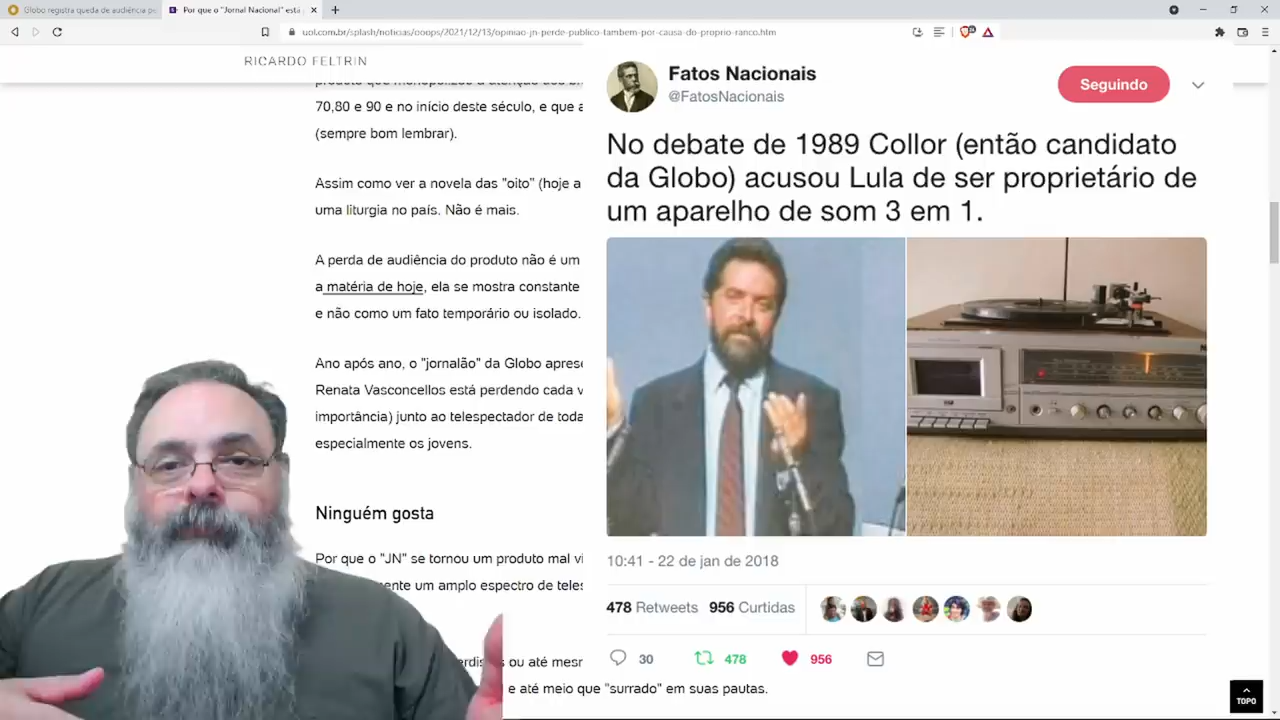 Globo registra queda de audiência
Por que o "Jornal Nacional" está
uol.com.br/splash/noticias/ooops/2021/12/13/opiniao-jn-perde-publico-tambem-por-causa-do-proprio-ranco.htm
RICARDO FELTRIN
70,80 e 90 e no início deste século, e que a
(sempre bom lembrar).
Assim como ver a novela das "oito" (hoje a
uma liturgia no país. Não é mais.
A perda de audiência do produto não é um
a matéria de hoje, ela se mostra constante
e não como um fato temporário ou isolado.
Ano após ano, o "jornalão" da Globo aprese
Renata Vasconcellos está perdendo cada v
importância) junto ao telespectador de toda
especialmente os jovens.
Ninguém gosta
Por que o "JN" se tornou um produto mal vi
um amplo espectro de teles
ou até mesm
e até meio que "surrado" em suas pautas.
Fatos Nacionais
@FatosNacionais
Seguindo
No debate de 1989 Collor (então candidato
da Globo) acusou Lula de ser proprietário de
um aparelho de som 3 em 1.
10:41 - 22 de jan de 2018
478 Retweets 956 Curtidas
30 478 956
TOPO